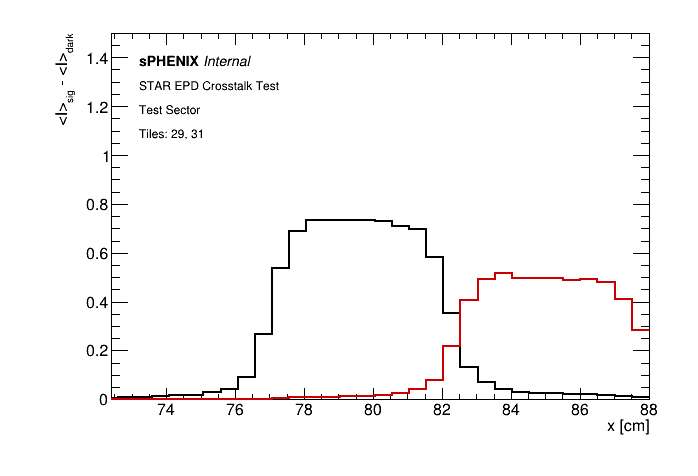 <I>sig - <I>dark
sPHENIX Internal
STAR EPD Crosstalk Test
Test Sector
Tiles: 29, 31
1.4
1.2
1
0.8
0.6
0.4
0.2
0
74 76 78 80 82 84 86 88
x [cm]